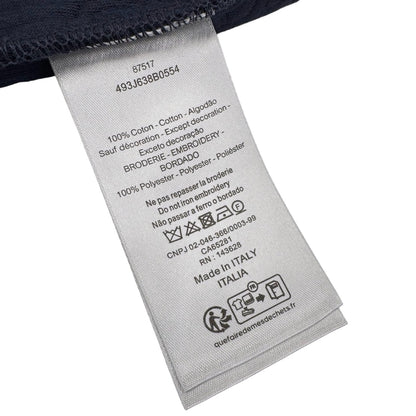 87517
493J638B0554
100% Coton - Cotton - Algodão
Sauf décoration - Except decoration -
Exceto decoração
BRODERIE - EMBROIDERY -
BORDADO
100% Polyester - Polyester - Poliéster
Ne pas repasser la broderie
Do not iron embroidery
Não passar a ferro o bordado
CNPJ 02-046-366/0003-99
CA65281
RN : 143628
Made In ITALY
ITALIA
FR
quefairedemesdechets.fr